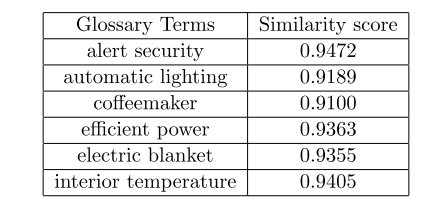 Glossary Terms Similarity score
alert security 0.9472
automatic lighting 0.9189
coffeemaker 0.9100
efficient power 0.9363
electric blanket 0.9355
interior temperature 0.9405